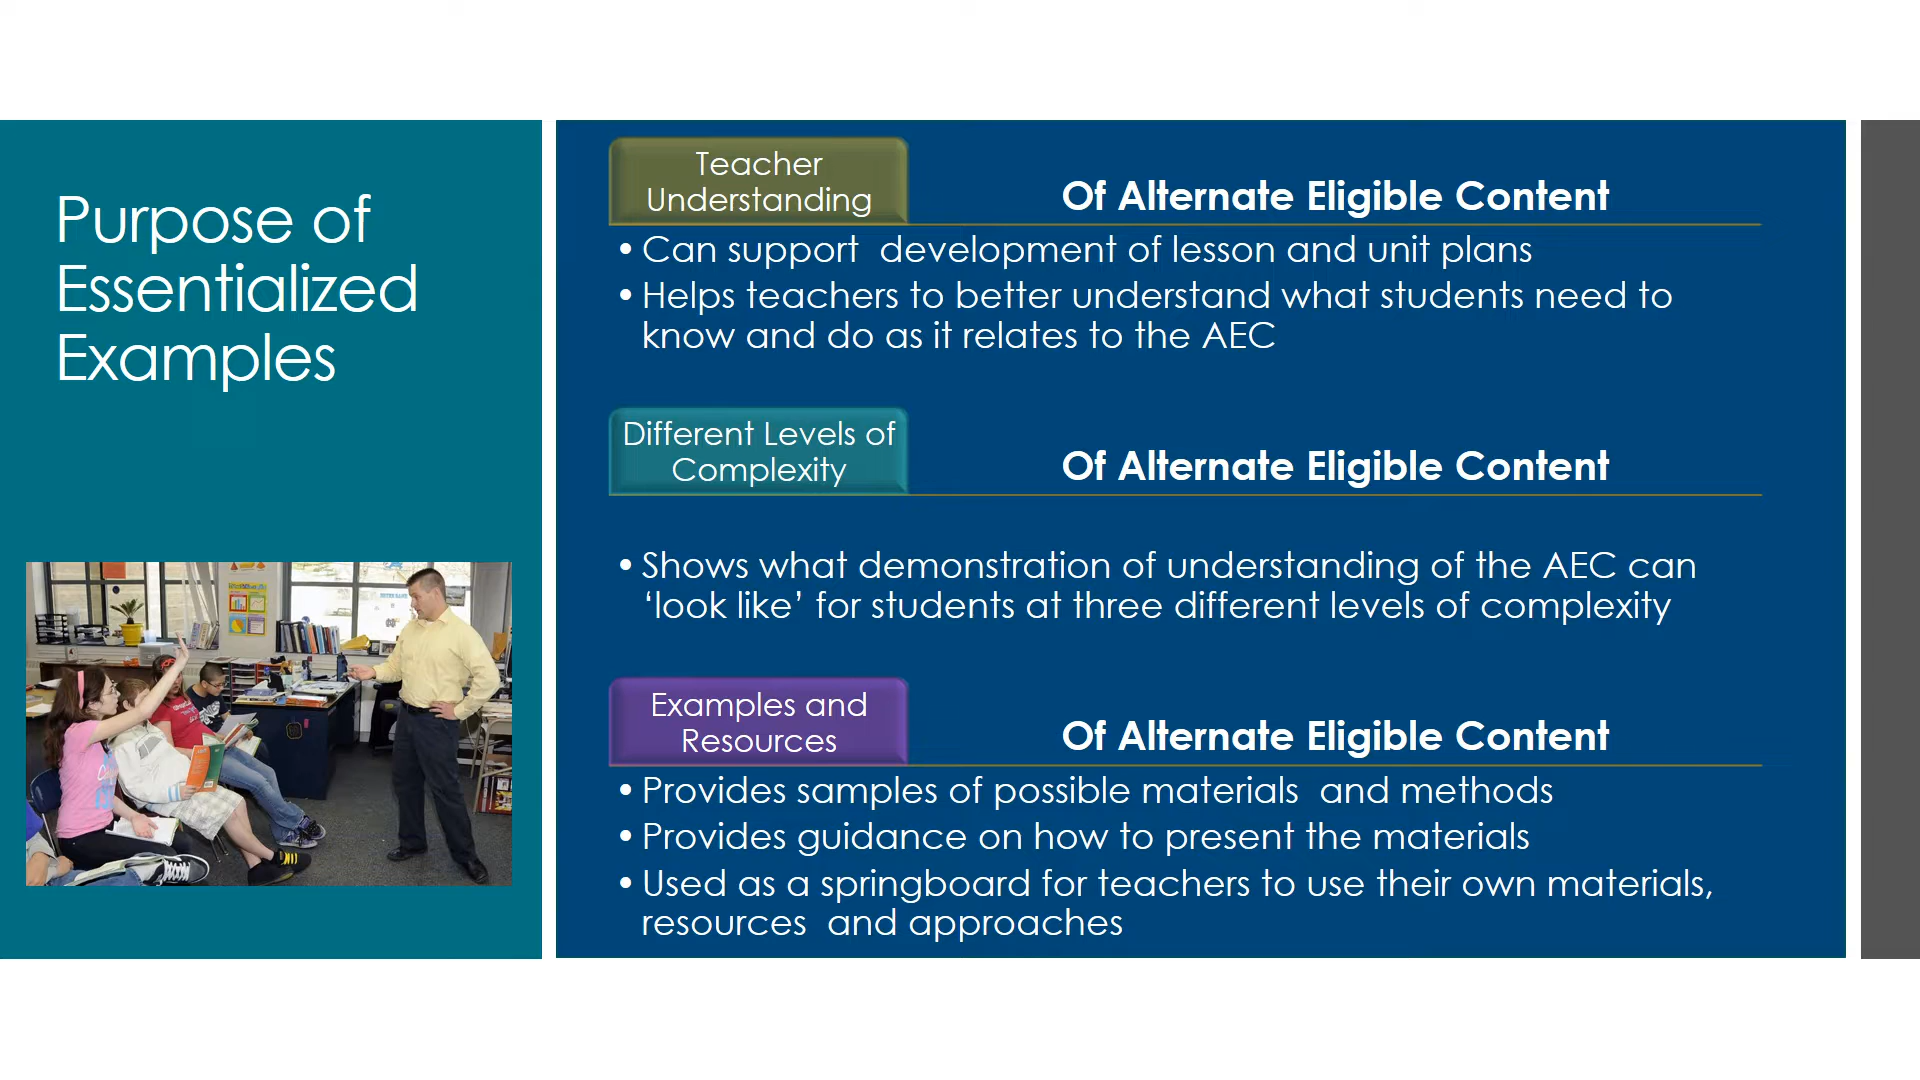 Purpose of
Essentialized
Examples
Teacher
Understanding
Of Alternate Eligible Content
• Can support  development of lesson and unit plans
• Helps teachers to better understand what students need to
know and do as it relates to the AEC
Different Levels of
Complexity
Of Alternate Eligible Content
• Shows what demonstration of understanding of the AEC can
‘look like’ for students at three different levels of complexity
Examples and
Resources
Of Alternate Eligible Content
• Provides samples of possible materials  and methods
• Provides guidance on how to present the materials
• Used as a springboard for teachers to use their own materials,
resources  and approaches